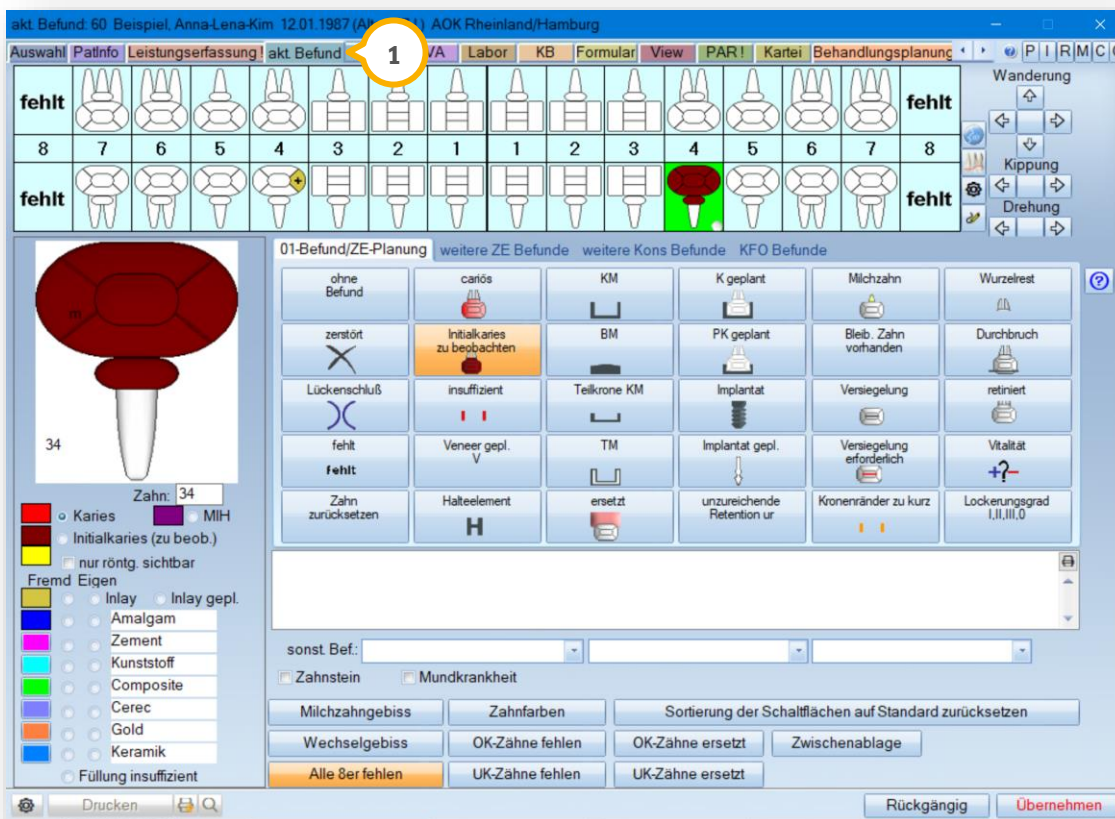 akt. Befund: 60 Beispiel, Anna-Lena-Kim 12.01.1987 AOK Rheinland/Hamburg
Auswahl PatInfo Leistungserfassung ! akt. Befund 1 VA Labor KB Formular View PAR ! Kartei Behandlungsplanung P I R M C
Wanderung
fehlt fehlt
8 7 6 5 4 3 2 1 1 2 3 4 5 6 7 8
Kippung
fehlt fehlt
Drehung
01-Befund/ZE-Planung weitere ZE Befunde weitere Kons Befunde KFO Befunde
ohne Befund cariös KM K geplant Milchzahn Wurzelrest
zerstört Initialkaries zu beobachten BM PK geplant Bleib. Zahn vorhanden Durchbruch
Lückenschluß insuffizient Teilkrone KM Implantat Versiegelung retiniert
fehlt Veneer gepl. V TM Implantat gepl. Versiegelung erforderlich Vitalität
fehlt +?-
Zahn zurücksetzen Halteelement ersetzt unzureichende Retention ur Kronenränder zu kurz Lockerungsgrad I,II,III,0
H
m
34
Zahn: 34
Karies MIH
Initialkaries (zu beob.)
nur röntg. sichtbar
Fremd Eigen
Inlay Inlay gepl.
Amalgam
Zement
Kunststoff
Composite
Cerec
Gold
Keramik
Füllung insuffizient
sonst. Bef.:
Zahnstein Mundkrankheit
Milchzahngebiss Zahnfarben Sortierung der Schaltflächen auf Standard zurücksetzen
Wechselgebiss OK-Zähne fehlen OK-Zähne ersetzt Zwischenablage
Alle 8er fehlen UK-Zähne fehlen UK-Zähne ersetzt
Drucken Rückgängig Übernehmen